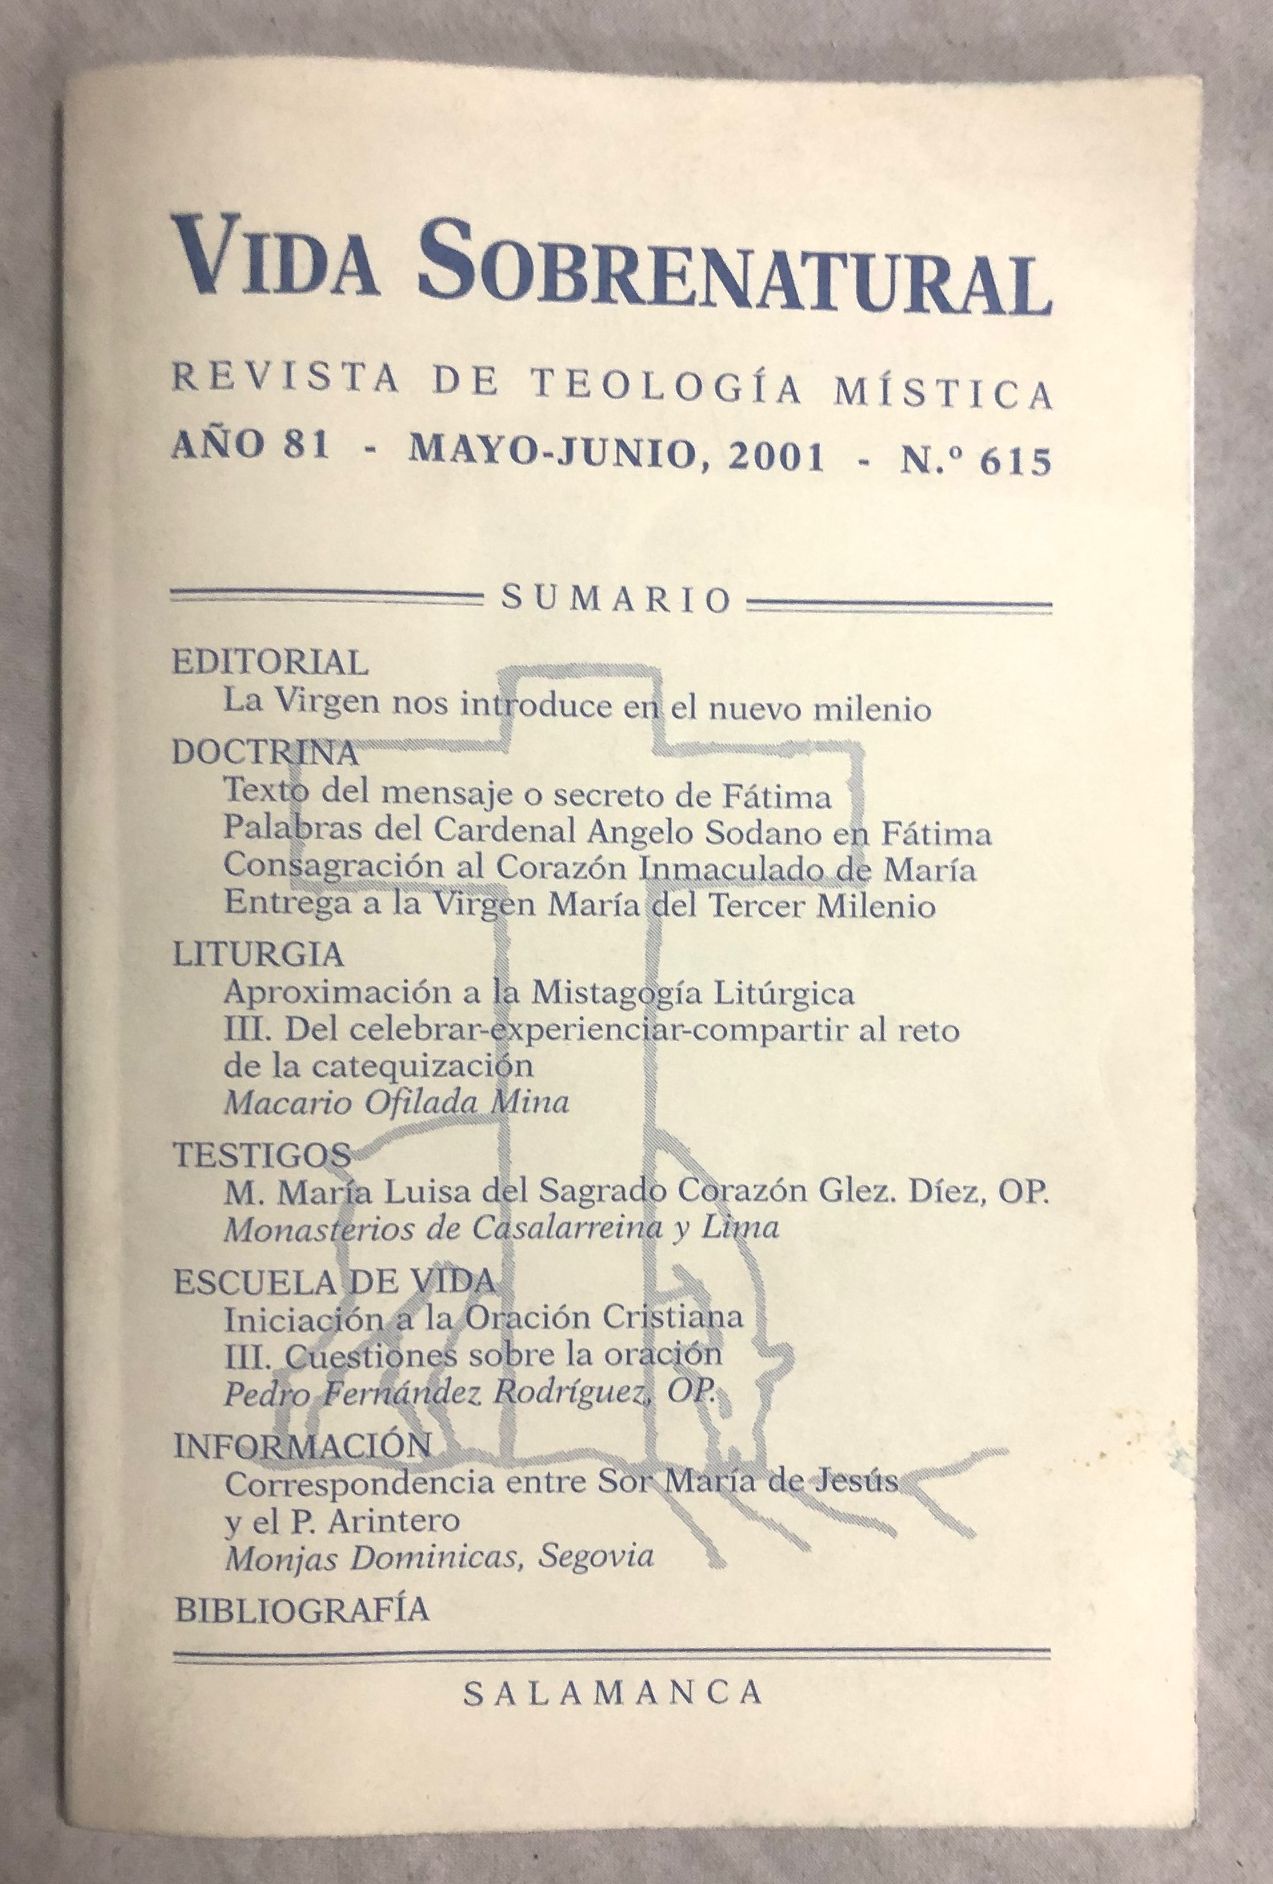 VIDA SOBRENATURAL
REVISTA DE TEOLOGÍA MÍSTICA
AÑO 81 - MAYO-JUNIO, 2001 - N.º 615
SUMARIO
EDITORIAL
La Virgen nos introduce en el nuevo milenio
DOCTRINA
Texto del mensaje o secreto de Fátima
Palabras del Cardenal Angelo Sodano en Fátima
Consagración al Corazón Inmaculado de María
Entrega a la Virgen María del Tercer Milenio
LITURGIA
Aproximación a la Mistagogía Litúrgica
III. Del celebrar-experienciar-compartir al reto
de la catequización
Macario Ofilada Mina
TESTIGOS
M. María Luisa del Sagrado Corazón Glez. Díez, OP.
Monasterios de Casalarreina y Lima
ESCUELA DE VIDA
Iniciación a la Oración Cristiana
III. Cuestiones sobre la oración
Pedro Fernández Rodríguez, OP.
INFORMACIÓN
Correspondencia entre Sor María de Jesús
y el P. Arintero
Monjas Dominicas, Segovia
BIBLIOGRAFÍA
SALAMANCA